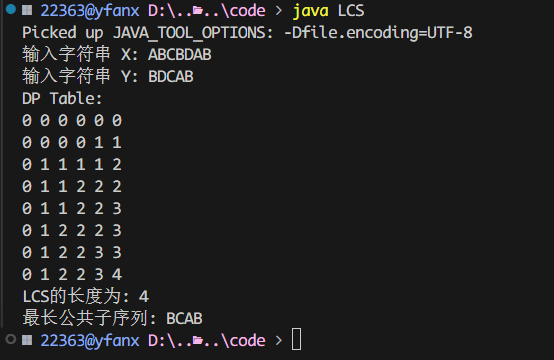 22363@yfanx D:\..\..\code > java LCS
Picked up JAVA_TOOL_OPTIONS: -Dfile.encoding=UTF-8
输入字符串 X: ABCBDAB
输入字符串 Y: BDCAB
DP Table:
0 0 0 0 0 0
0 0 0 0 1 1
0 1 1 1 1 2
0 1 1 2 2 2
0 1 1 2 2 3
0 1 2 2 2 3
0 1 2 2 3 3
0 1 2 2 3 4
LCS的长度为: 4
最长公共子序列: BCAB
22363@yfanx D:\..\..\code >